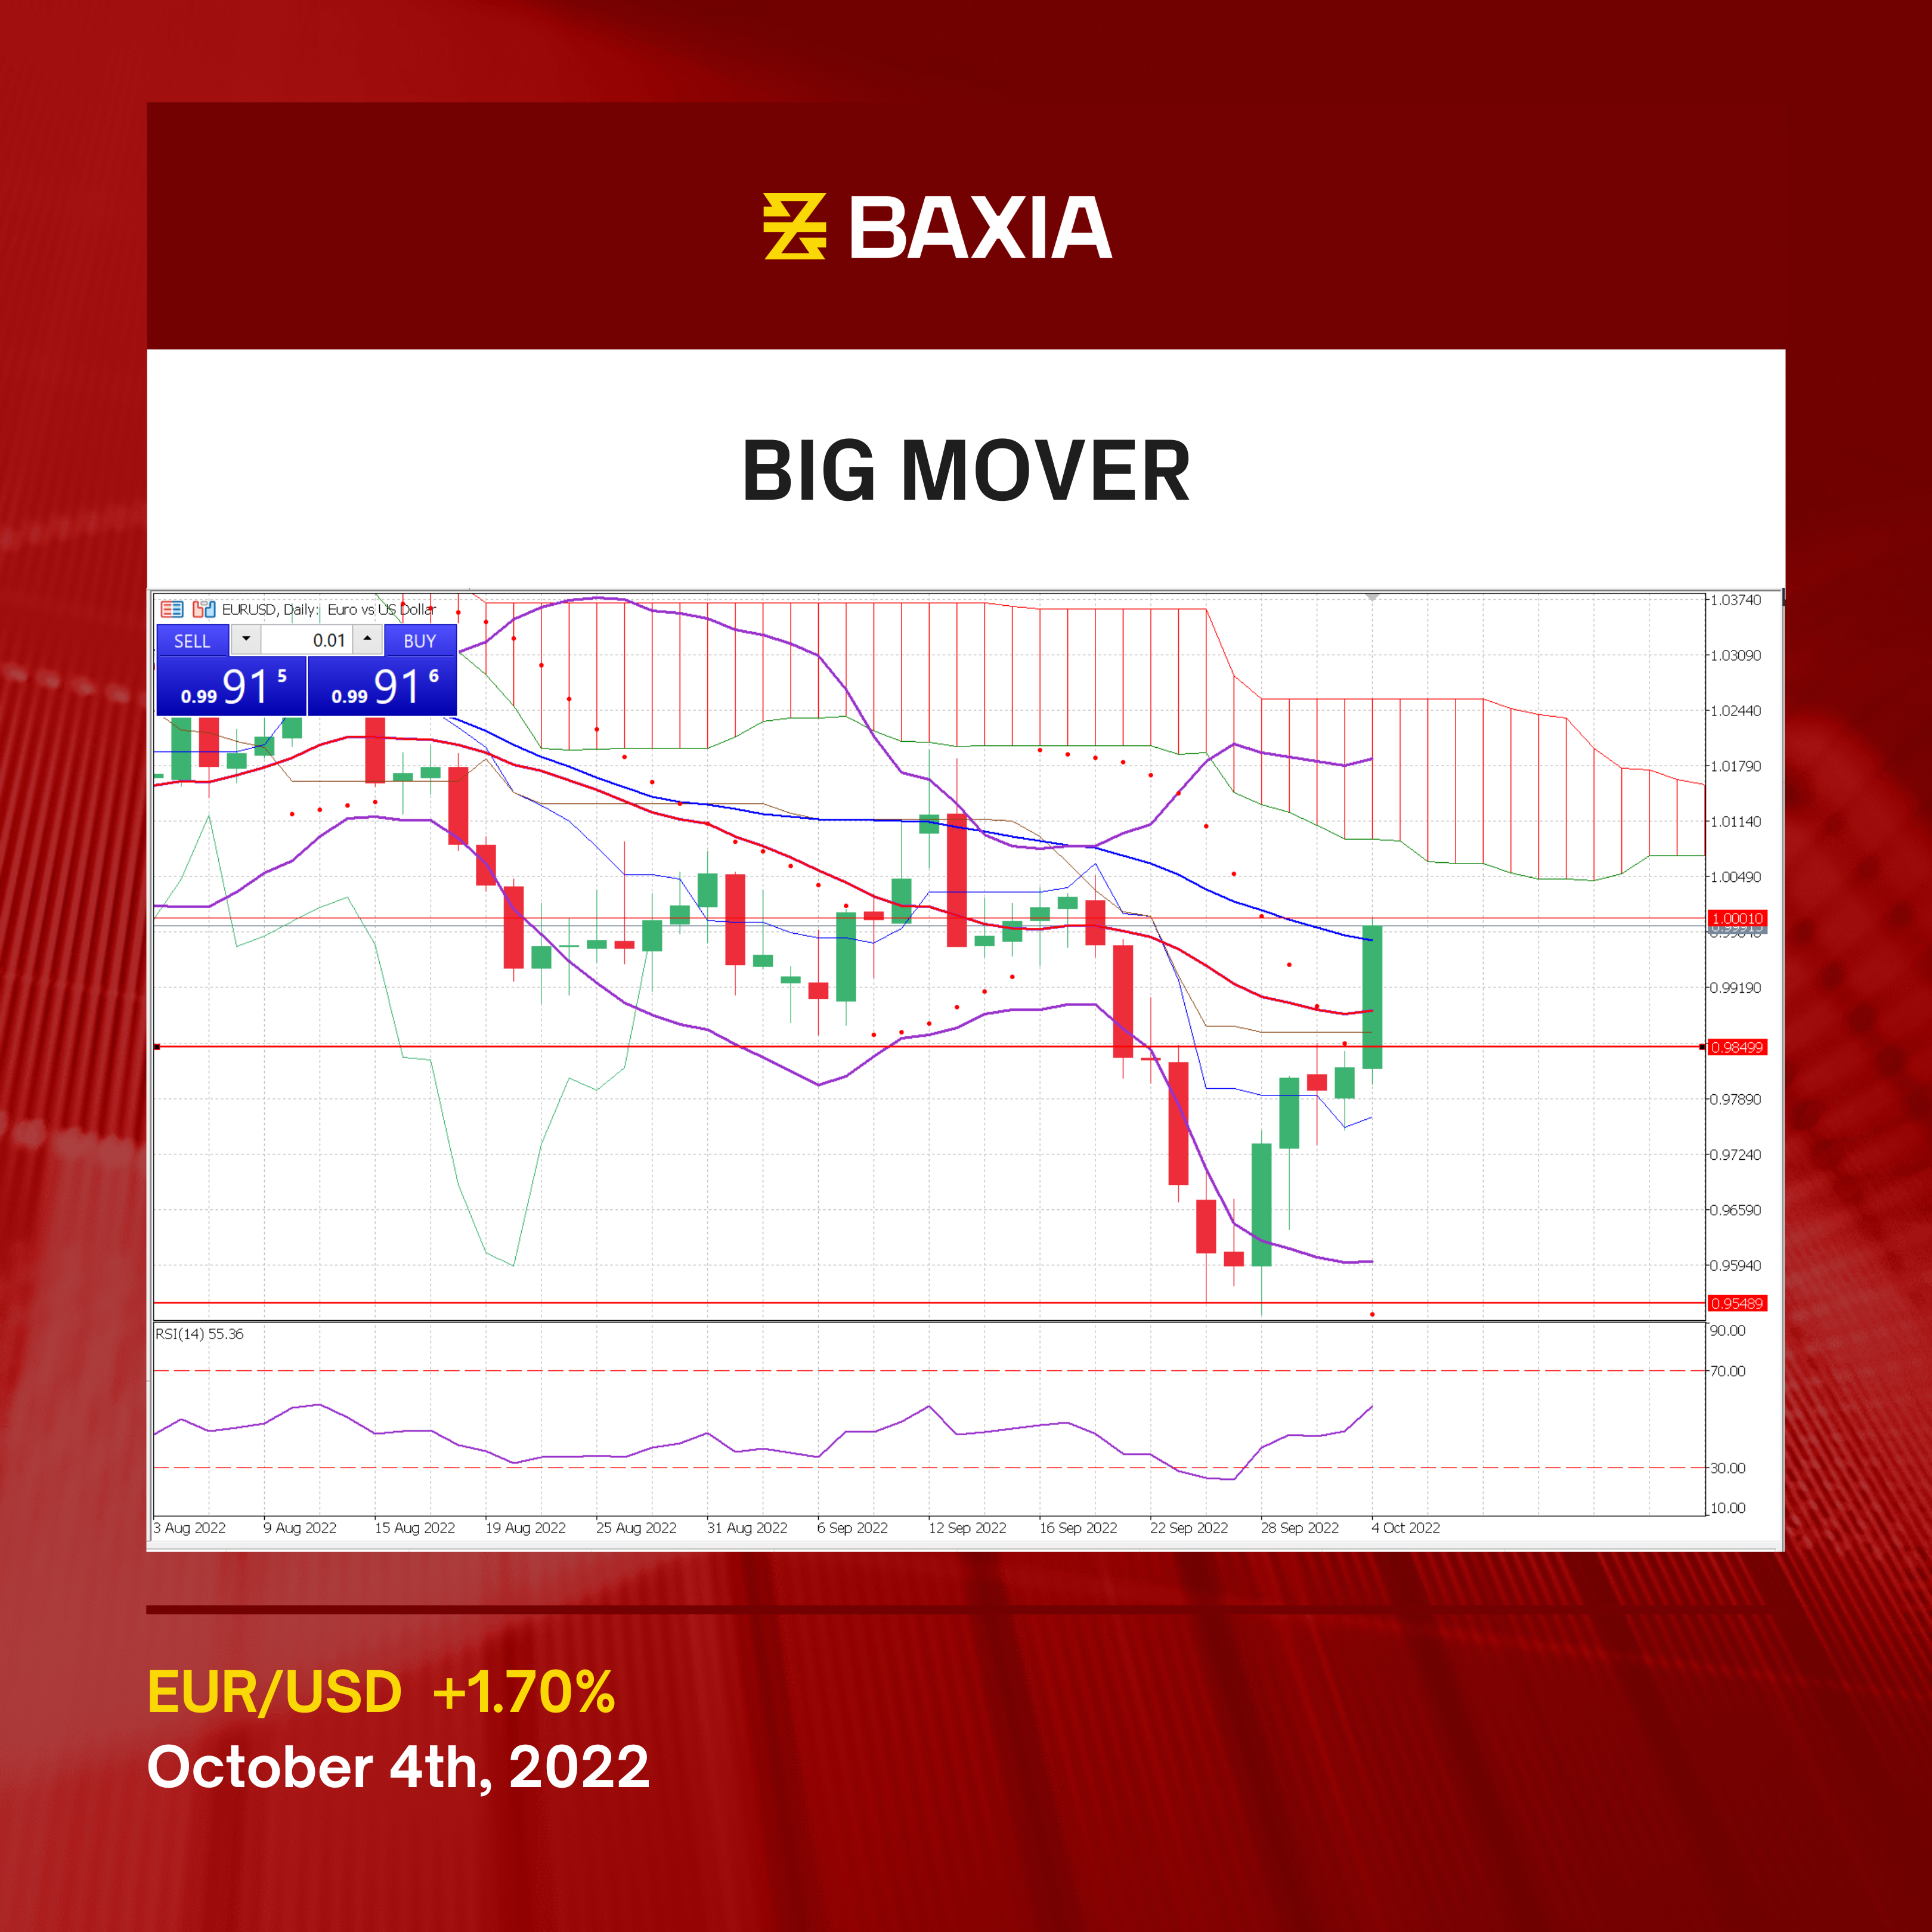 BAXIA
BIG MOVER
EURUSD, Daily: Euro vs US Dollar
SELL 0.01 BUY
0.99 91 5 0.99 91 6
1.03740
1.03090
1.02440
1.01790
1.01140
1.00490
1.00010
0.99190
0.98499
0.97890
0.97240
0.96590
0.95940
0.95489
RSI(14) 55.36
90.00
70.00
30.00
10.00
3 Aug 2022 9 Aug 2022 15 Aug 2022 19 Aug 2022 25 Aug 2022 31 Aug 2022 6 Sep 2022 12 Sep 2022 16 Sep 2022 22 Sep 2022 28 Sep 2022 4 Oct 2022
EUR/USD +1.70%
October 4th, 2022